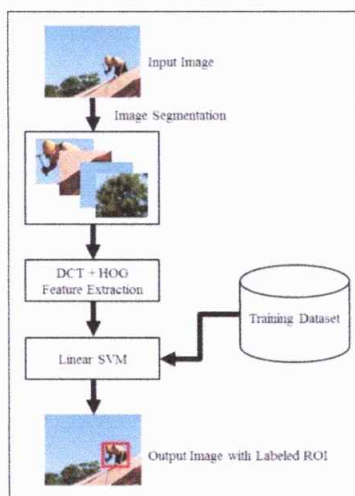 Input Image
Image Segmentation
DCT + HOG
Feature Extraction
Training Dataset
Linear SVM
Output Image with Labeled ROI